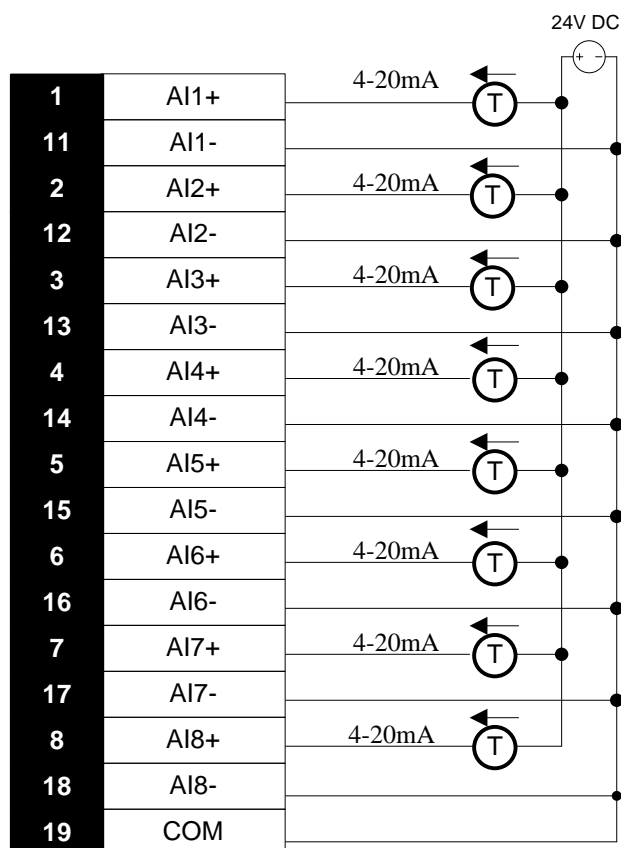 24V DC
+ -
1 AI1+ 4-20mA T
11 AI1-
2 AI2+ 4-20mA T
12 AI2-
3 AI3+ 4-20mA T
13 AI3-
4 AI4+ 4-20mA T
14 AI4-
5 AI5+ 4-20mA T
15 AI5-
6 AI6+ 4-20mA T
16 AI6-
7 AI7+ 4-20mA T
17 AI7-
8 AI8+ 4-20mA T
18 AI8-
19 COM